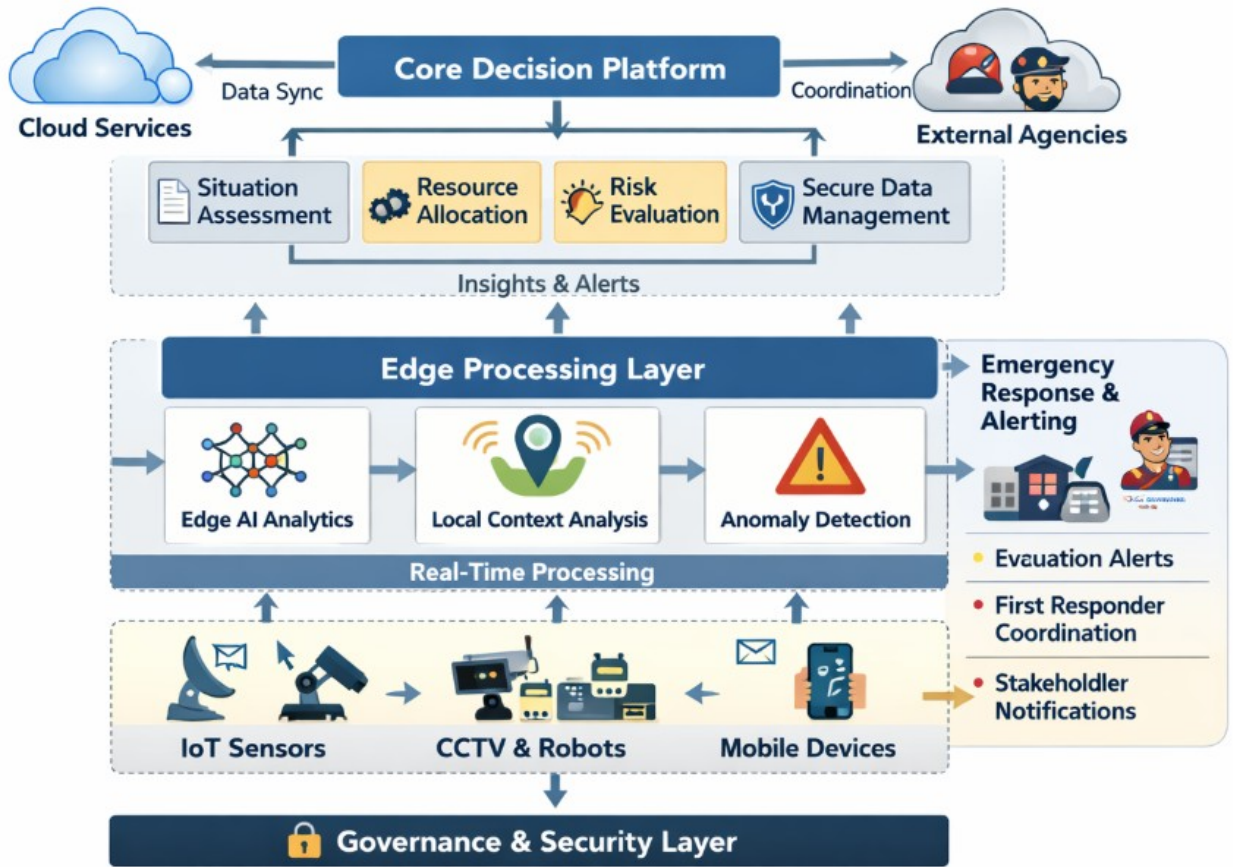 Core Decision Platform
Data Sync
Coordination
Cloud Services
External Agencies
Situation
Assessment
Resource
Allocation
Risk
Evaluation
Secure Data
Management
Insights & Alerts
Edge Processing Layer
Emergency
Response &
Alerting
Edge AI Analytics
Local Context Analysis
Anomaly Detection
Real-Time Processing
Evauation Alerts
First Responder
Coordination
Stakeholdler
Notifications
IoT Sensors
CCTV & Robots
Mobile Devices
Governance & Security Layer